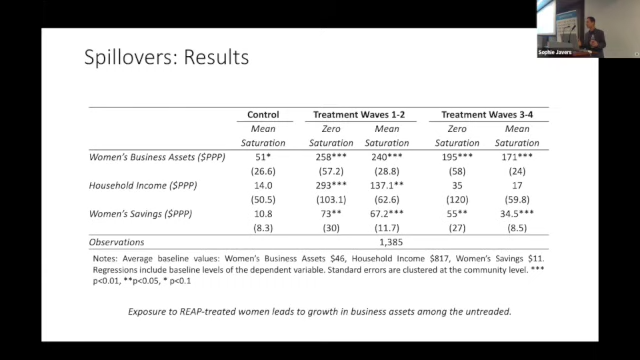 Spillovers: Results
Control Treatment Waves 1-2 Treatment Waves 3-4
Mean Saturation Zero Saturation Mean Saturation Zero Saturation Mean Saturation
Women's Business Assets ($PPP) 51* 258*** 240*** 195*** 171***
(26.6) (57.2) (28.8) (58) (24)
Household Income ($PPP) 14.0 293*** 137.1** 35 17
(50.5) (103.1) (62.6) (120) (59.8)
Women's Savings ($PPP) 10.8 73** 67.2*** 55** 34.5***
(8.3) (30) (11.7) (27) (8.5)
Observations 1,385
Notes: Average baseline values: Women's Business Assets $46, Household Income $817, Women's Savings $11.
Regressions include baseline levels of the dependent variable. Standard errors are clustered at the community level. ***
p<0.01, **p<0.05, * p<0.1
Exposure to REAP-treated women leads to growth in business assets among the untreated.
Sophie Javers